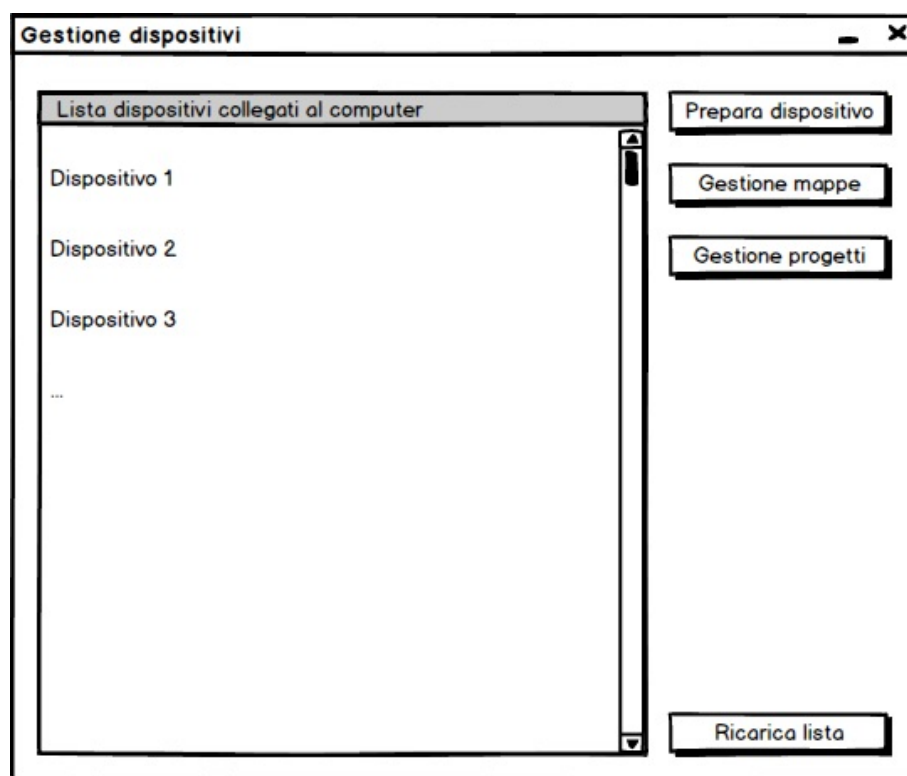 Gestione dispositivi
Lista dispositivi collegati al computer
Dispositivo 1
Dispositivo 2
Dispositivo 3
...
Prepara dispositivo
Gestione mappe
Gestione progetti
Ricarica lista